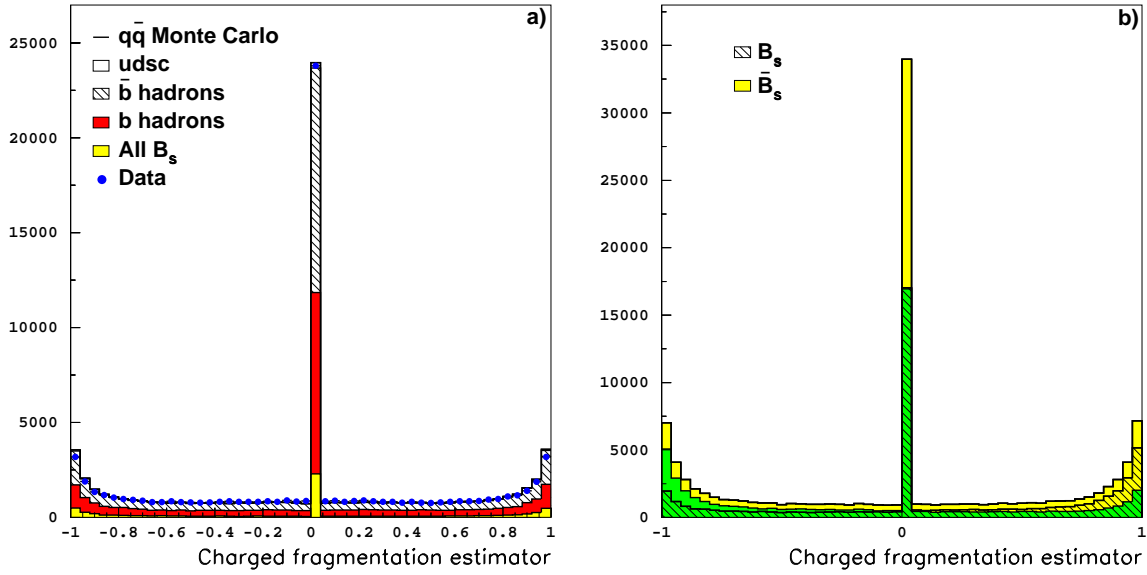 a)
q̄q Monte Carlo
udsc
b̄ hadrons
b hadrons
All Bs
Data
25000
20000
15000
10000
5000
0
-1 -0.8 -0.6 -0.4 -0.2 0 0.2 0.4 0.6 0.8 1
Charged fragmentation estimator
b)
Bs
B̄s
35000
30000
25000
20000
15000
10000
5000
0
-1 0 1
Charged fragmentation estimator